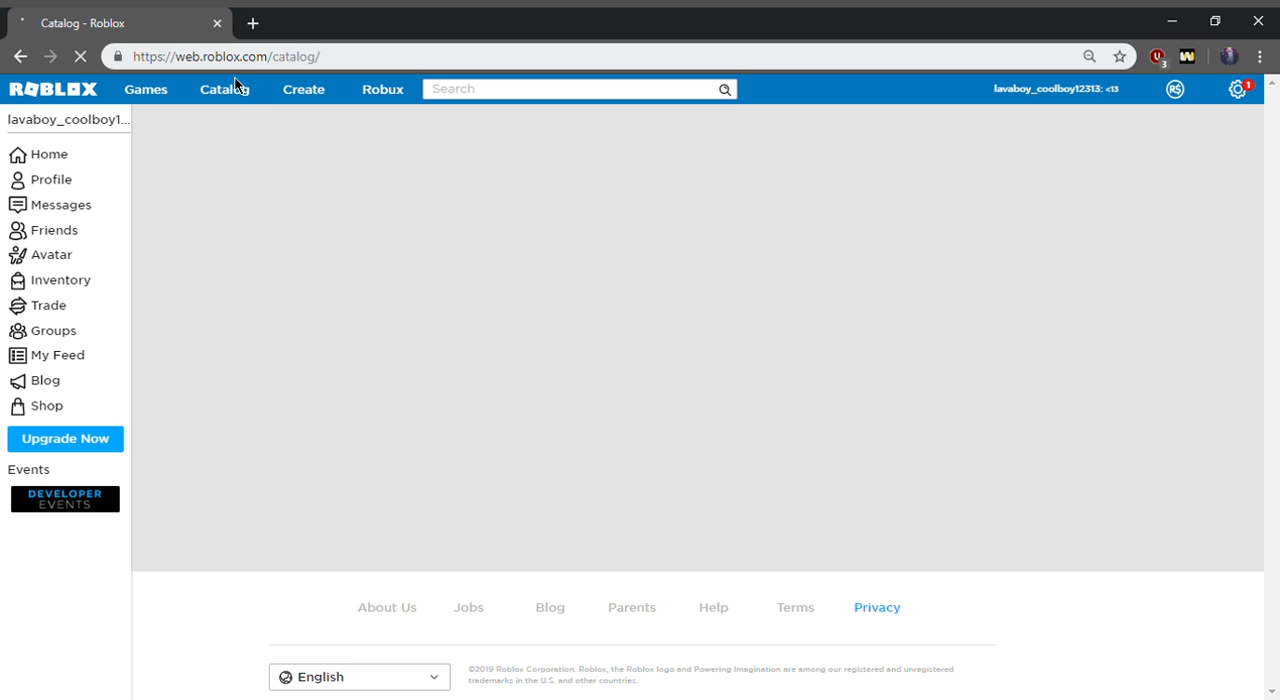 Catalog - Roblox
https://web.roblox.com/catalog/
3
ROBLOX
Games
Catalog
Create
Robux
Search
lavaboy_coolboy12313: <13
R$
1
lavaboy_coolboy1...
Home
Profile
Messages
Friends
Avatar
Inventory
Trade
Groups
My Feed
Blog
Shop
Upgrade Now
Events
DEVELOPER
EVENTS
About Us
Jobs
Blog
Parents
Help
Terms
Privacy
English
©2019 Roblox Corporation. Roblox, the Roblox logo and Powering Imagination are among our registered and unregistered
trademarks in the U.S. and other countries.